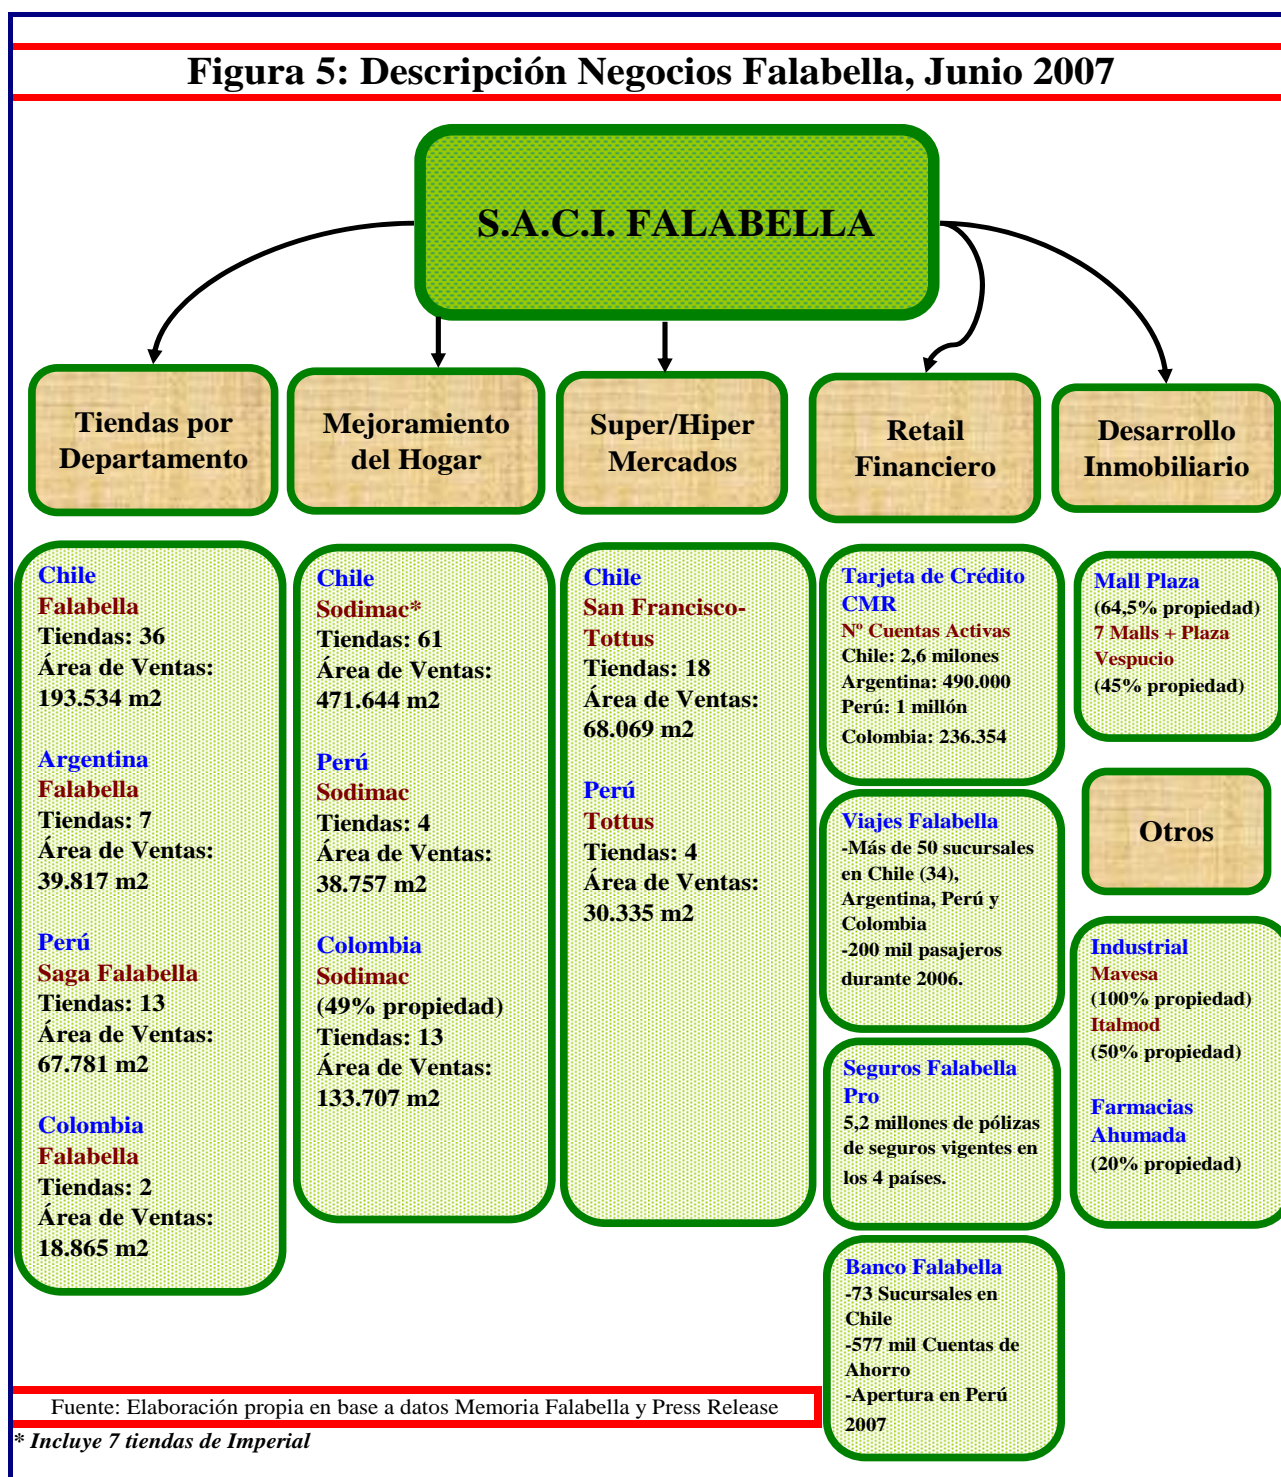 Figura 5: Descripción Negocios Falabella, Junio 2007
S.A.C.I. FALABELLA
Tiendas por
Departamento
Mejoramiento
del Hogar
Super/Hiper
Mercados
Retail
Financiero
Desarrollo
Inmobiliario
Chile
Falabella
Tiendas: 36
Área de Ventas:
193.534 m2
Argentina
Falabella
Tiendas: 7
Área de Ventas:
39.817 m2
Perú
Saga Falabella
Tiendas: 13
Área de Ventas:
67.781 m2
Colombia
Falabella
Tiendas: 2
Área de Ventas:
18.865 m2
Chile
Sodimac*
Tiendas: 61
Área de Ventas:
471.644 m2
Perú
Sodimac
Tiendas: 4
Área de Ventas:
38.757 m2
Colombia
Sodimac
(49% propiedad)
Tiendas: 13
Área de Ventas:
133.707 m2
Chile
San Francisco-
Tottus
Tiendas: 18
Área de Ventas:
68.069 m2
Perú
Tottus
Tiendas: 4
Área de Ventas:
30.335 m2
Tarjeta de Crédito
CMR
Nº Cuentas Activas
Chile: 2,6 milones
Argentina: 490.000
Perú: 1 millón
Colombia: 236.354
Viajes Falabella
-Más de 50 sucursales
en Chile (34),
Argentina, Perú y
Colombia
-200 mil pasajeros
durante 2006.
Seguros Falabella
Pro
5,2 millones de pólizas
de seguros vigentes en
los 4 países.
Banco Falabella
-73 Sucursales en
Chile
-577 mil Cuentas de
Ahorro
-Apertura en Perú
2007
Mall Plaza
(64,5% propiedad)
7 Malls + Plaza
Vespucio
(45% propiedad)
Otros
Industrial
Mavesa
(100% propiedad)
Italmod
(50% propiedad)
Farmacias
Ahumada
(20% propiedad)
Fuente: Elaboración propia en base a datos Memoria Falabella y Press Release
* Incluye 7 tiendas de Imperial